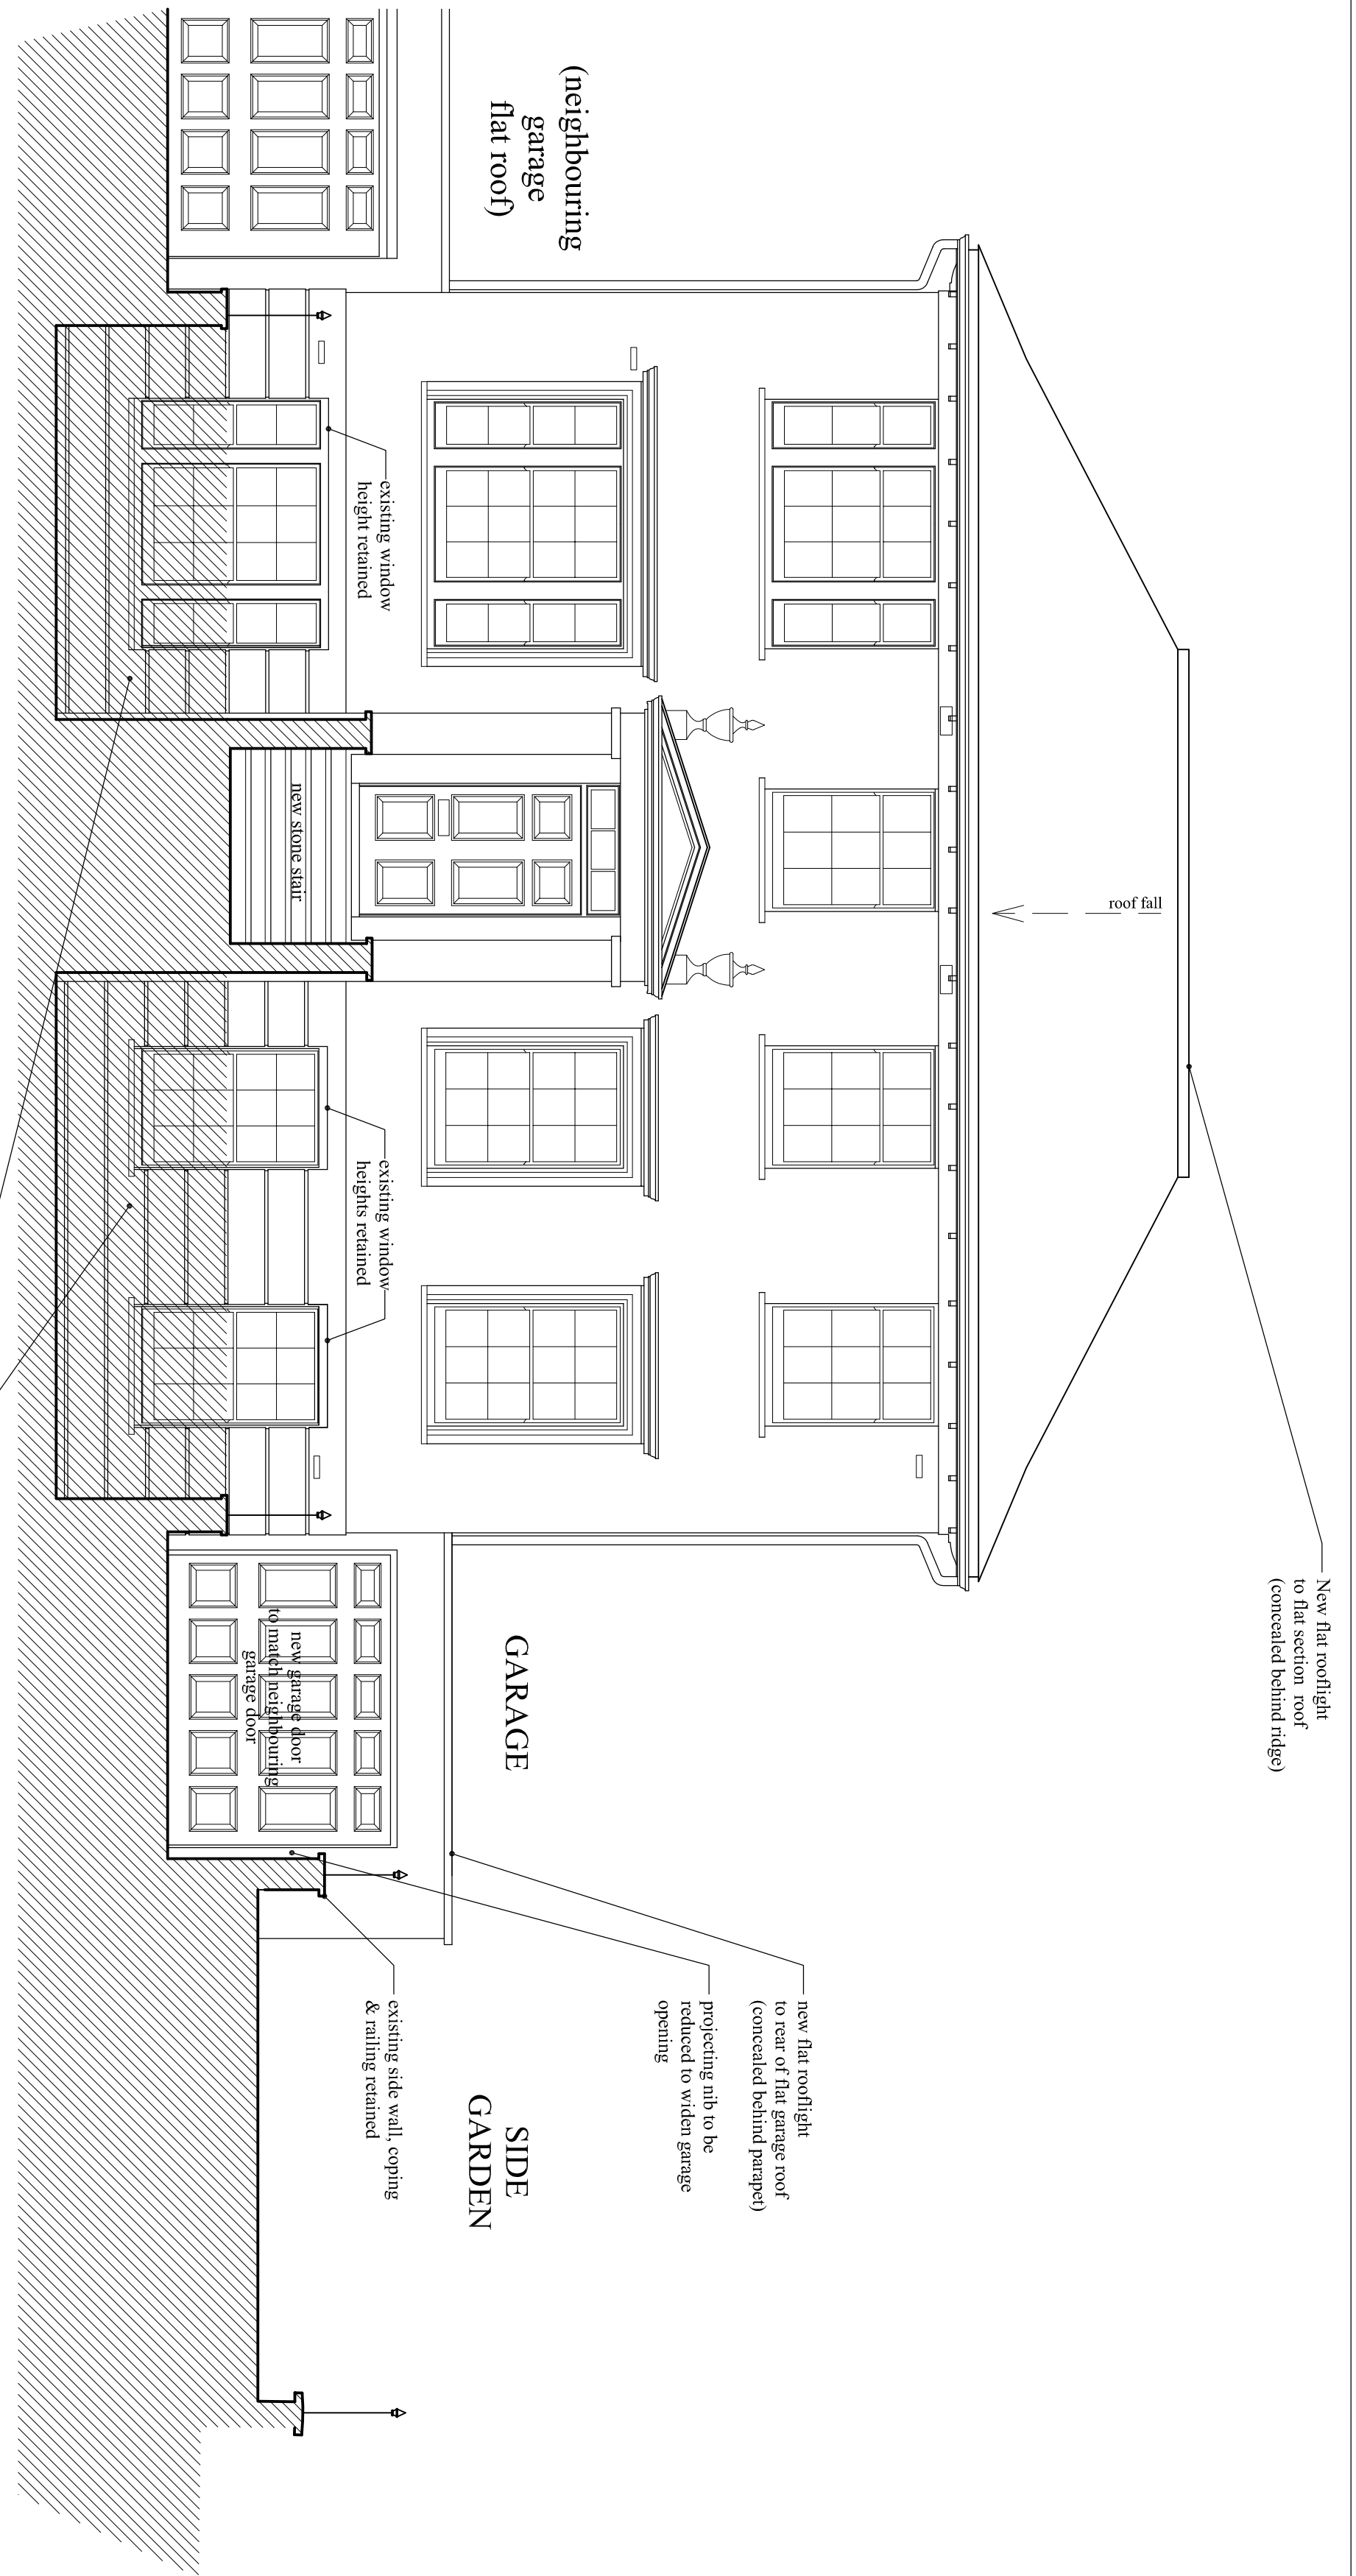 New flat rooflight
to flat section roof
(concealed behind ridge)
roof fall
new flat rooflight
to rear of flat garage roof
(concealed behind parapet)
projecting nib to be
reduced to widen garage
opening
(neighbouring
garage
flat roof)
GARAGE
SIDE
GARDEN
existing window
height retained
existing window
heights retained
existing side wall, coping
& railing retained
new stone stair
new garage door
to match neighbouring
garage door